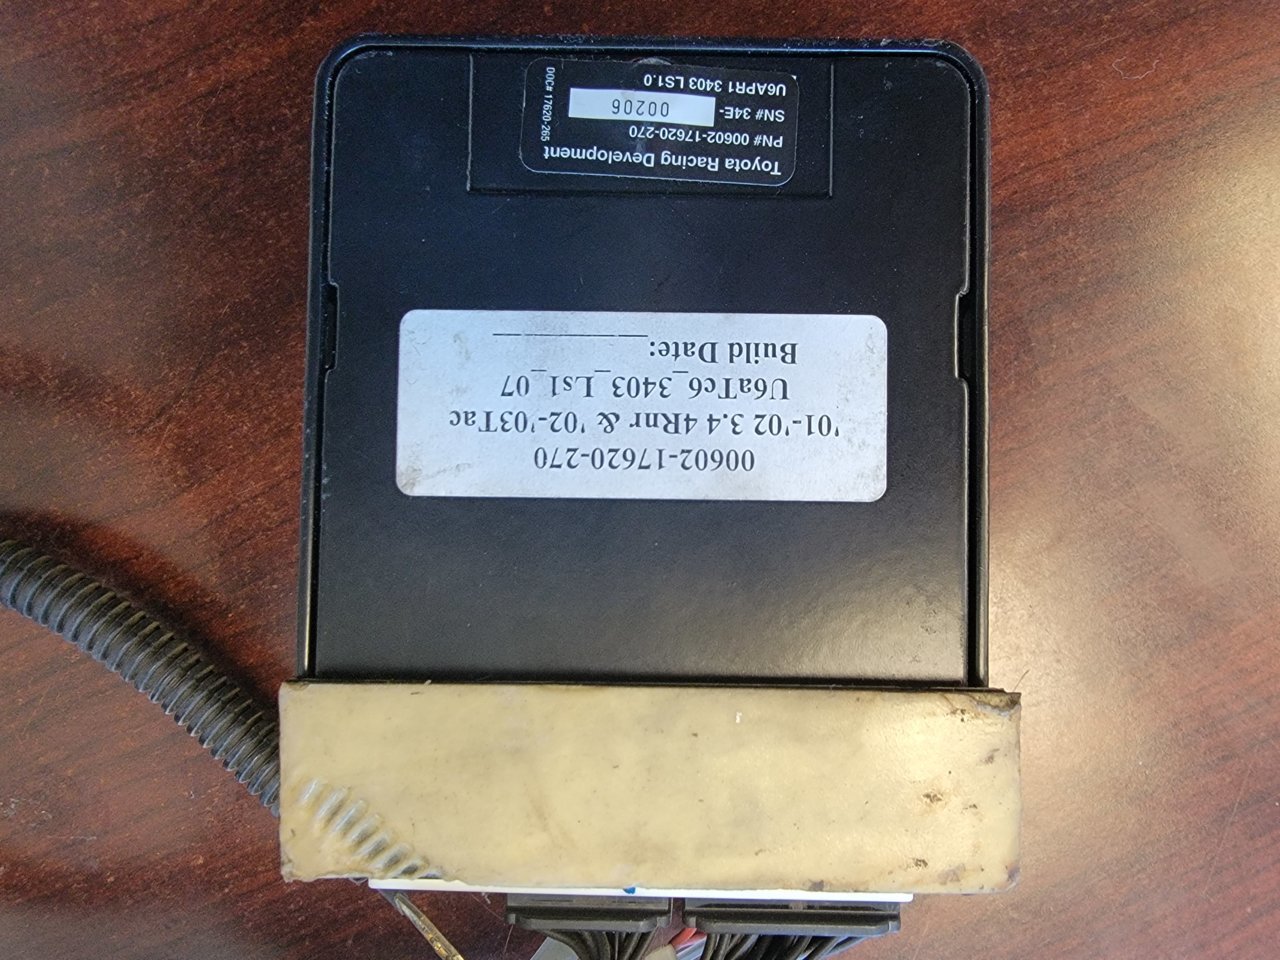 Toyota Racing Development
PN# 00602-17620-270
SN# 34E- 00206
U6APR1 3403 LS1.0
DOC# 17620-265
00602-17620-270
'01-'02 3.4 4Rnr & '02-'03Tac
U6aTc6_3403_Ls1_07
Build Date:____________